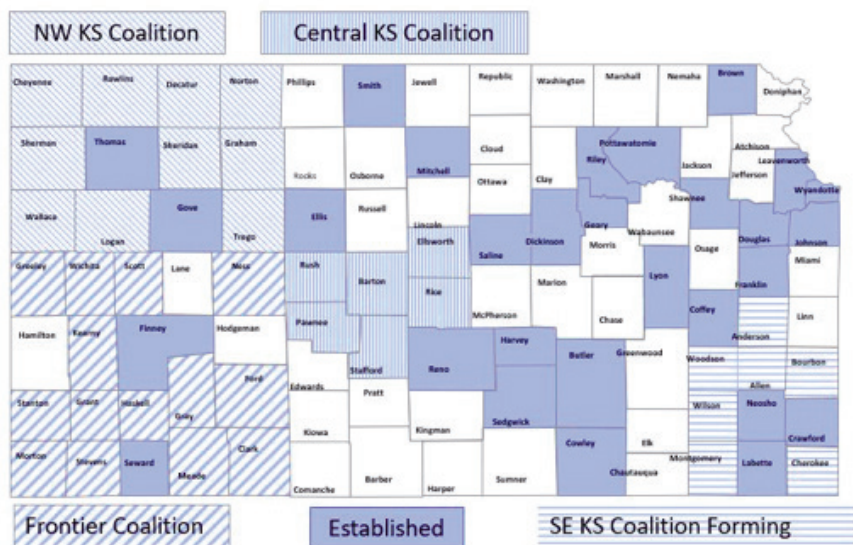 NW KS Coalition Central KS Coalition
Cheyenne Rawlins Decatur Norton Phillips Smith Jewell Republic Washington Marshall Nemaha Brown Doniphan
Sherman Thomas Sheridan Graham Rocks Osborne Mitchell Cloud Clay Riley Pottawatomie Jackson Atchison Jefferson Leavenworth Wyandotte
Wallace Logan Gove Trego Ellis Russell Lincoln Ottawa Saline Dickinson Geary Wabaunsee Shawnee Douglas Johnson
Greeley Wichita Scott Lane Ness Rush Barton Ellsworth Rice McPherson Marion Morris Chase Lyon Osage Franklin Miami
Hamilton Kearny Finney Hodgeman Pawnee Stafford Reno Harvey Butler Greenwood Coffey Anderson Linn
Stanton Grant Haskell Gray Ford Edwards Pratt Kiowa Kingman Sedgwick Woodson Allen Bourbon Wilson Neosho Crawford
Morton Stevens Seward Meade Clark Comanche Barber Harper Sumner Cowley Elk Chautauqua Montgomery Labette Cherokee
Frontier Coalition Established SE KS Coalition Forming